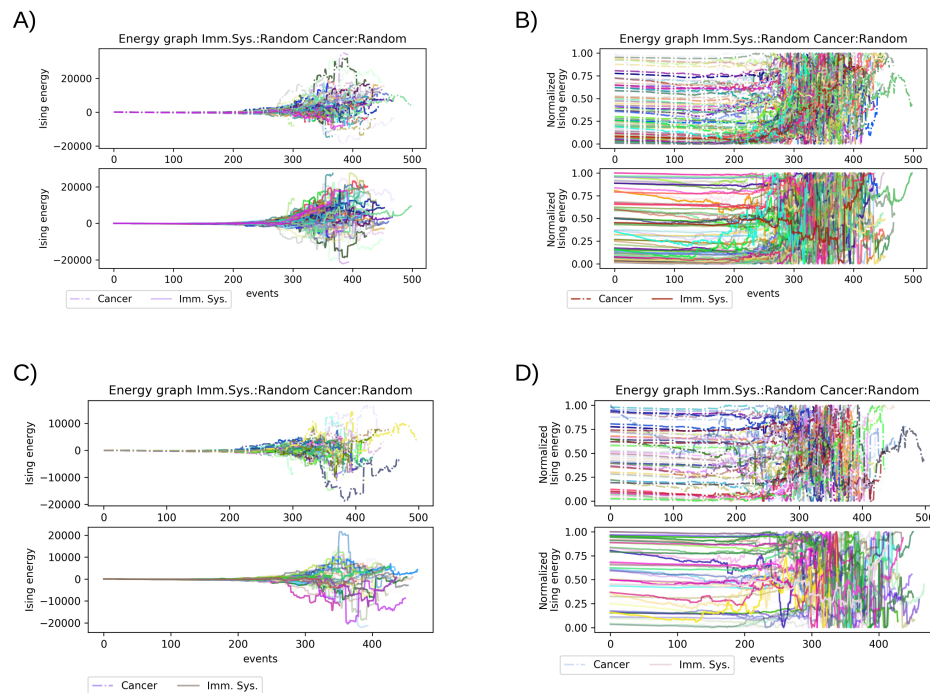 A)
Energy graph Imm.Sys.:Random Cancer:Random
Ising energy
20000
0
−20000
0 100 200 300 400 500
Ising energy
20000
0
−20000
0 100 200 300 400 500
events
Cancer Imm. Sys.
B)
Energy graph Imm.Sys.:Random Cancer:Random
Normalized
Ising energy
1.00
0.75
0.50
0.25
0.00
0 100 200 300 400 500
Normalized
Ising energy
1.00
0.75
0.50
0.25
0.00
0 100 200 300 400 500
events
Cancer Imm. Sys.
C)
Energy graph Imm.Sys.:Random Cancer:Random
Ising energy
10000
0
−10000
−20000
0 100 200 300 400 500
Ising energy
20000
10000
0
−10000
−20000
0 100 200 300 400
events
Cancer Imm. Sys.
D)
Energy graph Imm.Sys.:Random Cancer:Random
Normalized
Ising energy
1.00
0.75
0.50
0.25
0.00
0 100 200 300 400 500
Normalized
Ising energy
1.00
0.75
0.50
0.25
0.00
0 100 200 300 400
events
Cancer Imm. Sys.